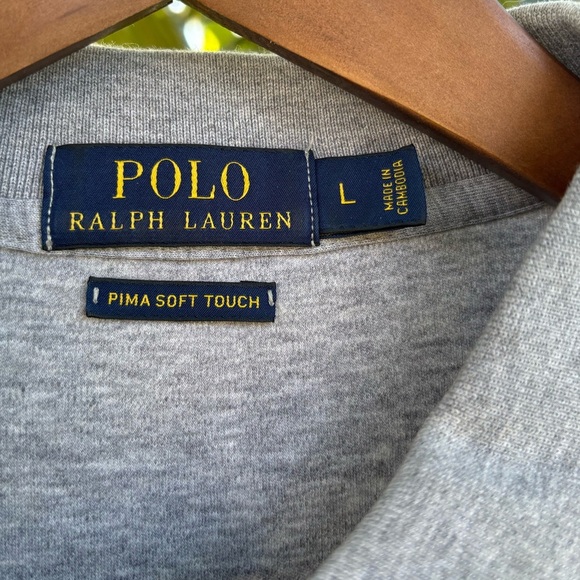 POLO
RALPH LAUREN
L
MADE IN
CAMBODIA
PIMA SOFT TOUCH